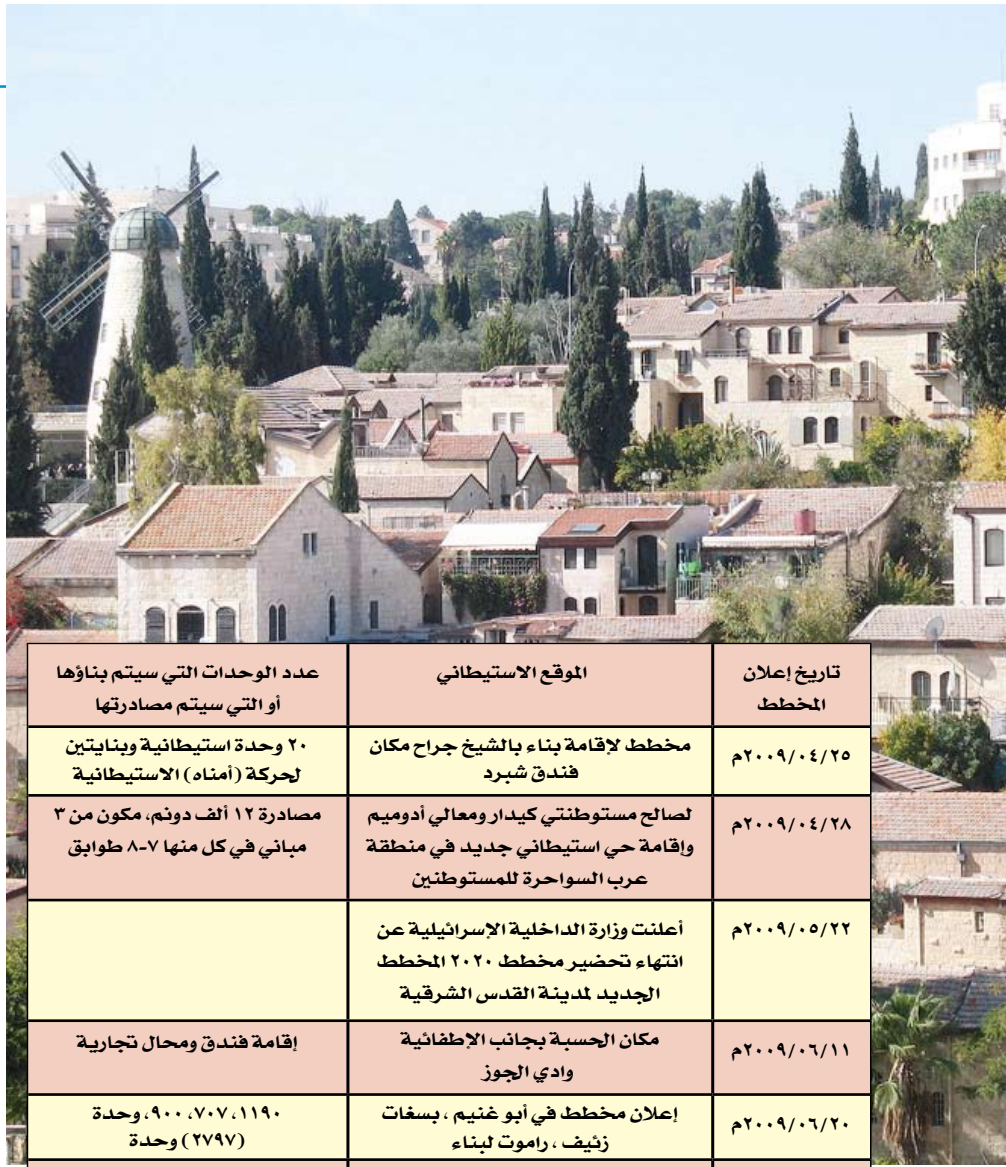 تاريخ إعلان
المخطط
الموقع الاستيطاني
عدد الوحدات التي سيتم بناؤها
أو التي سيتم مصادرتها
٢٠٠٩/٠٤/٢٥م
مخطط لإقامة بناء بالشيخ جراح مكان
فندق شبرد
٢٠ وحدة استيطانية وبنايتين
لحركة (أمناه) الاستيطانية
٢٠٠٩/٠٤/٢٨م
لصالح مستوطنتي كيدار ومعالي أدوميم
وإقامة حي استيطاني جديد في منطقة
عرب السواحرة للمستوطنين
مصادرة ١٢ ألف دونم، مكون من ٣
مباني في كل منها ٧-٨ طوابق
٢٠٠٩/٠٥/٢٢م
أعلنت وزارة الداخلية الإسرائيلية عن
انتهاء تحضير مخطط ٢٠٢٠ المخطط
الجديد لمدينة القدس الشرقية
٢٠٠٩/٠٦/١١م
مكان الحسبة بجانب الإطفائية
وادي الجوز
إقامة فندق ومحال تجارية
٢٠٠٩/٠٦/٢٠م
إعلان مخطط في أبو غنيم ، بسغات
زئيف ، راموت لبناء
١١٩٠، ٧٠٧، ٩٠٠، وحدة
(٢٧٩٧) وحدة